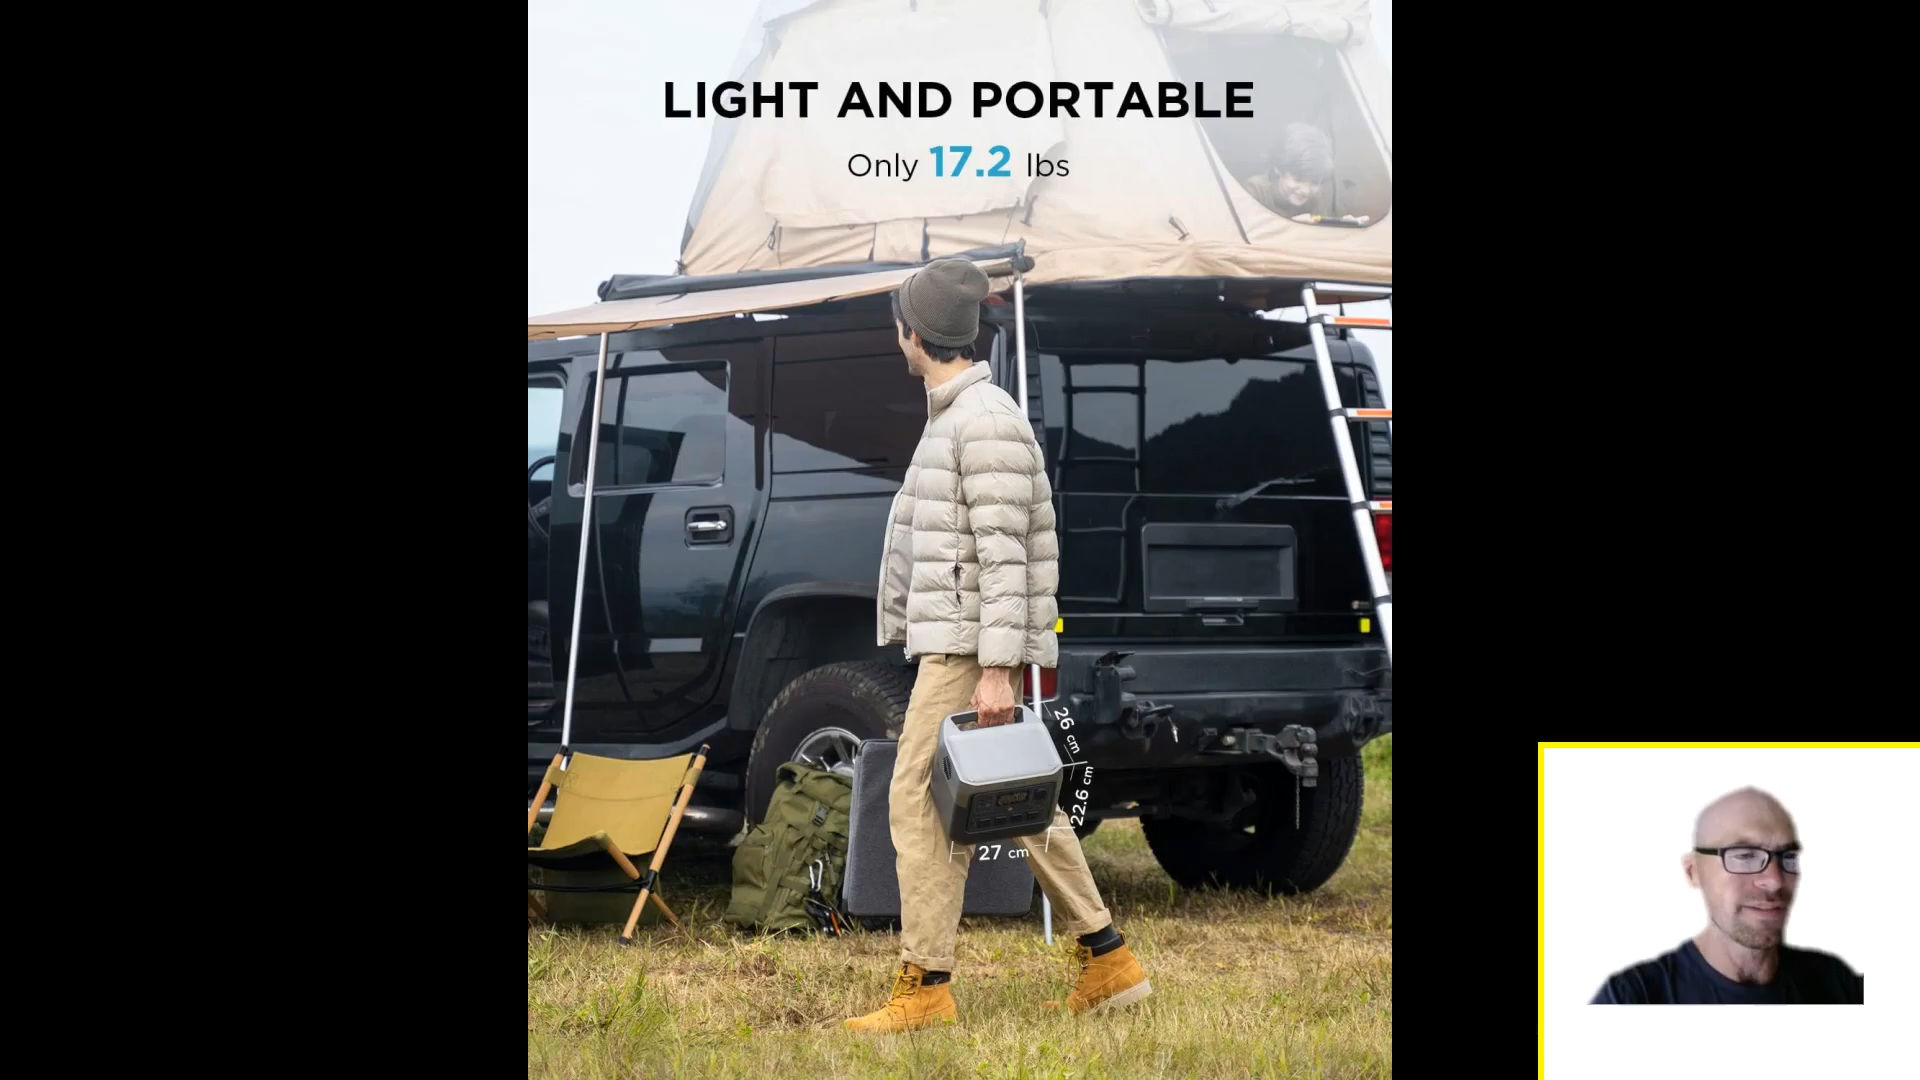 LIGHT AND PORTABLE
Only 17.2 lbs
26 cm
22.6 cm
27 cm